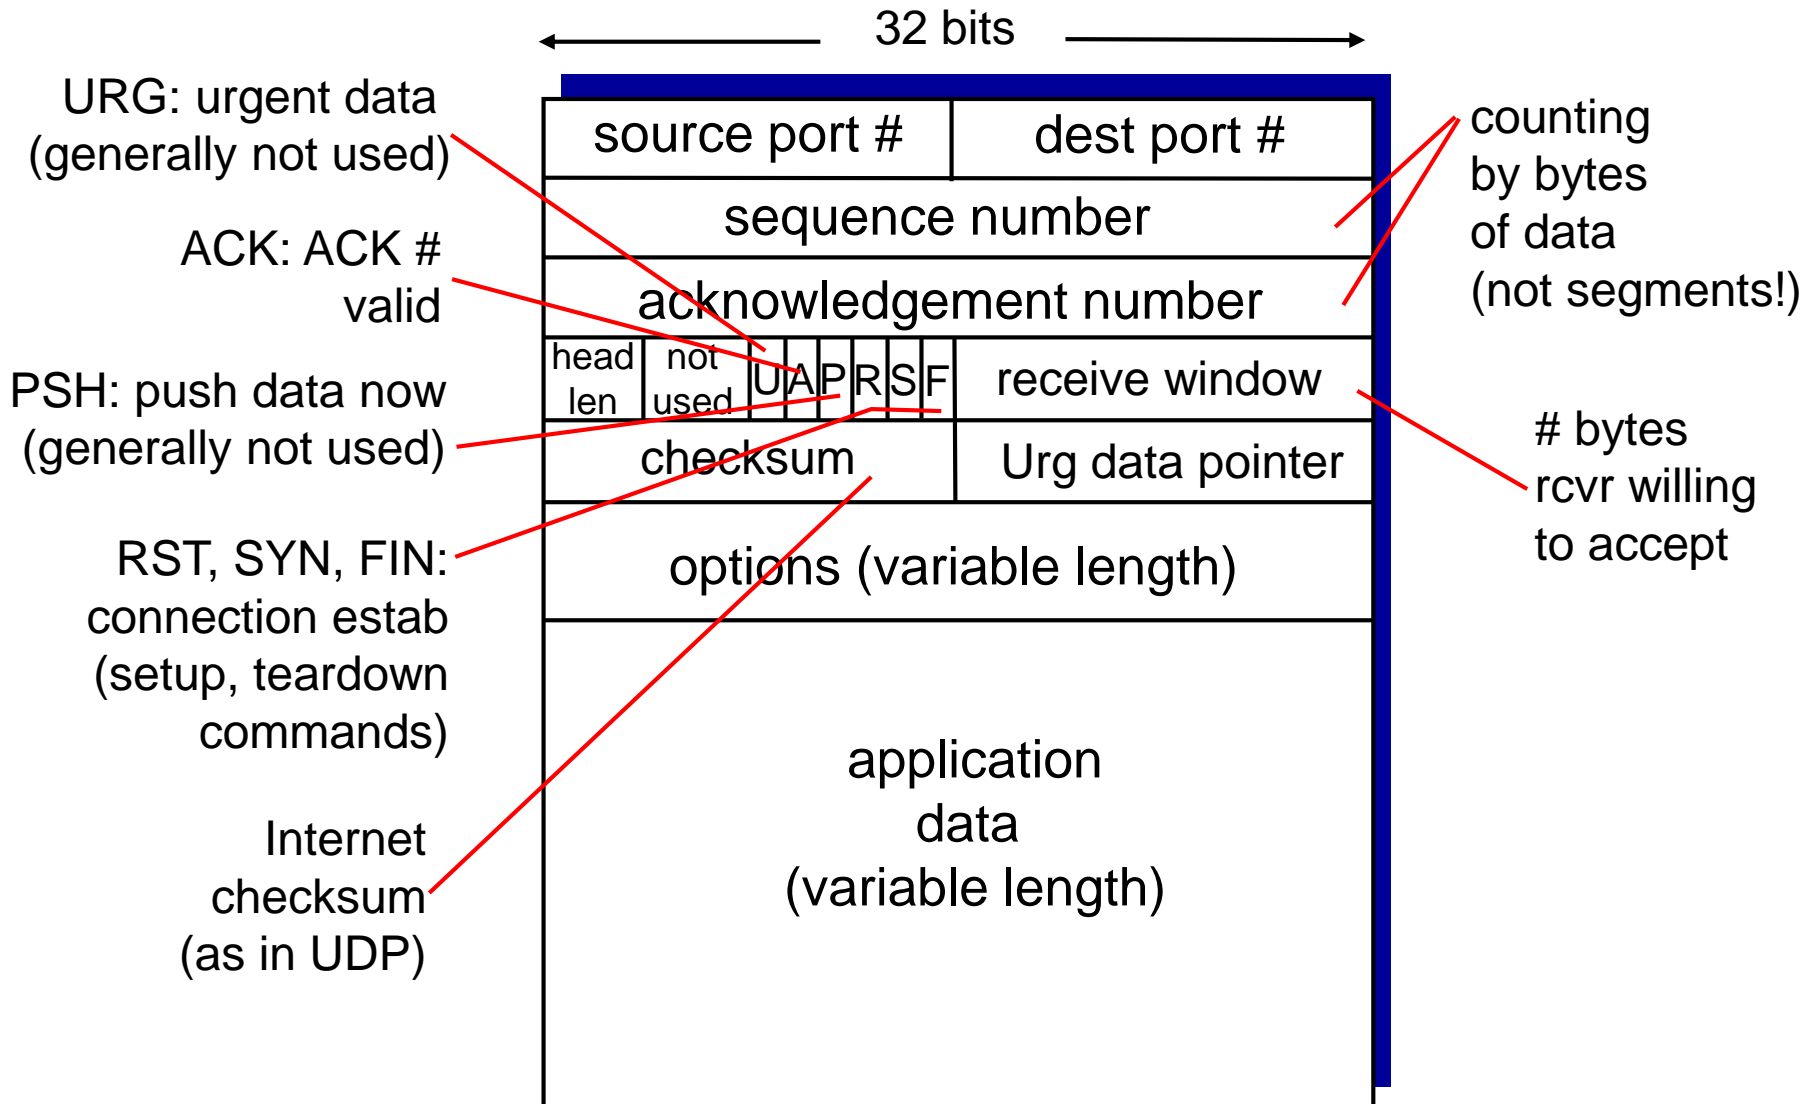 32 bits
URG: urgent data
(generally not used)
ACK: ACK #
valid
PSH: push data now
(generally not used)
RST, SYN, FIN:
connection estab
(setup, teardown
commands)
Internet
checksum
(as in UDP)
source port #
dest port #
sequence number
acknowledgement number
head
len
not
used
U
A
P
R
S
F
receive window
checksum
Urg data pointer
options (variable length)
application
data
(variable length)
counting
by bytes
of data
(not segments!)
# bytes
rcvr willing
to accept